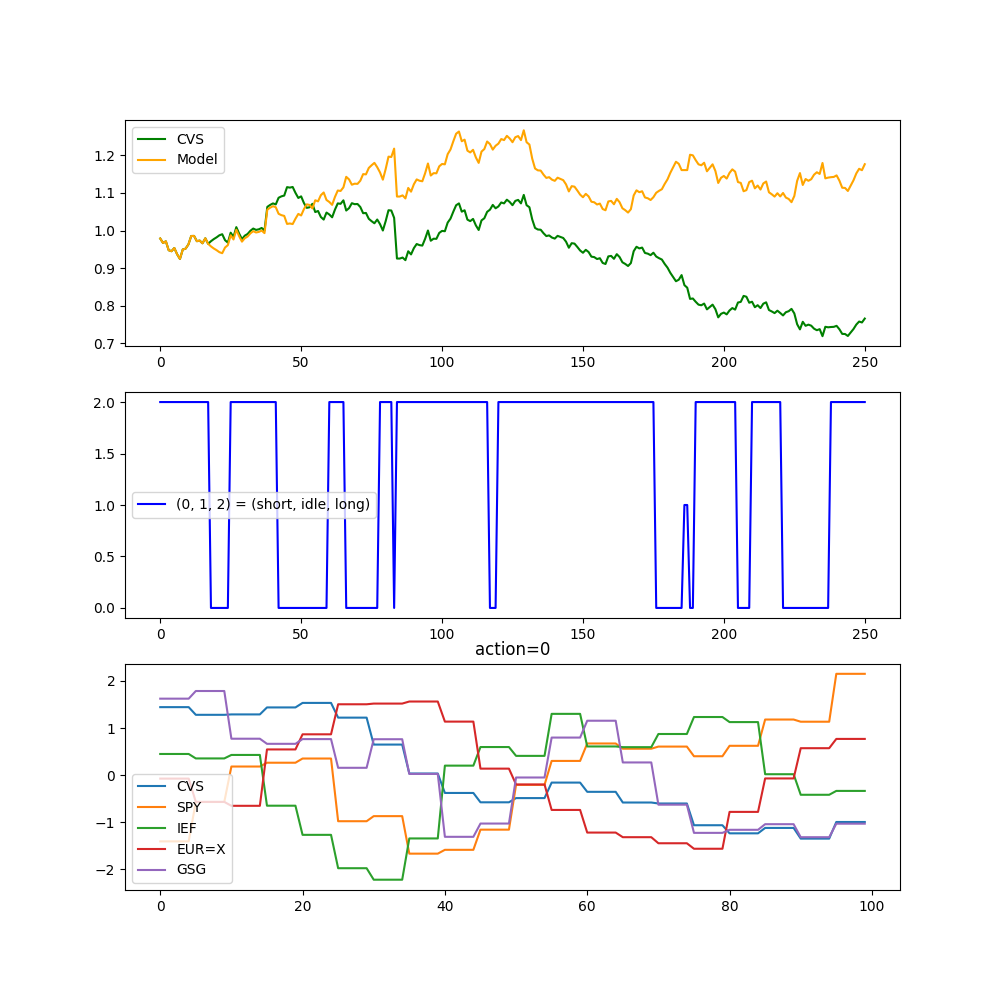 1.2
1.1
1.0
0.9
0.8
0.7
CVS
Model
0 50 100 150 200 250
2.0
1.5
1.0
0.5
0.0
(0, 1, 2) = (short, idle, long)
0 50 100 150 200 250
action=0
2
1
0
−1
−2
CVS
SPY
IEF
EUR=X
GSG
0 20 40 60 80 100